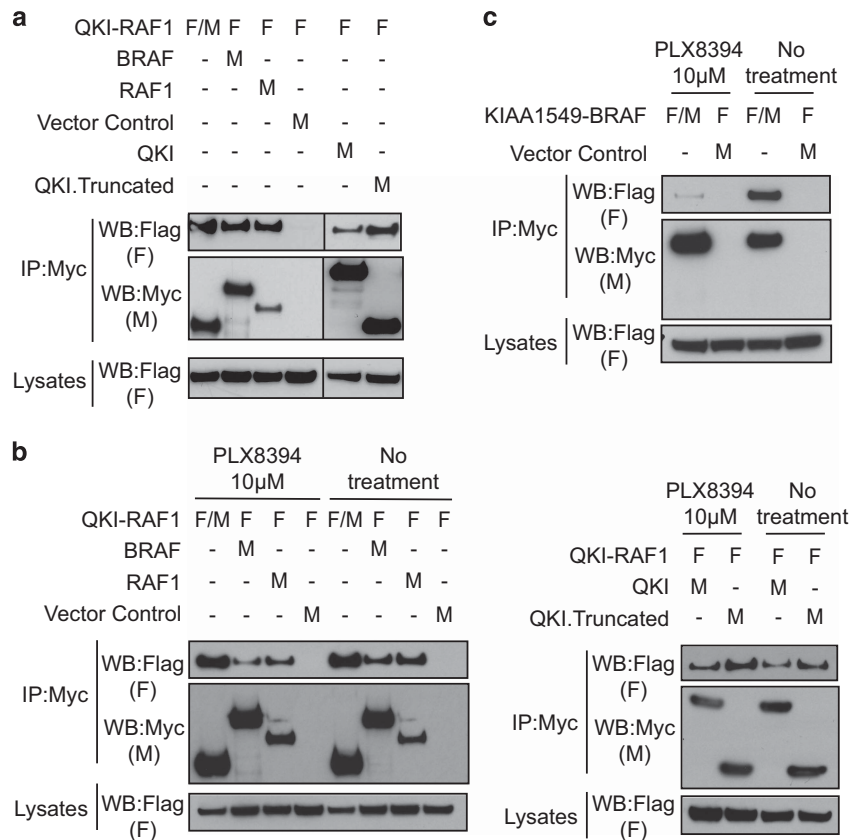 a
QKI-RAF1 F/M F F F F F
BRAF - M - - - -
RAF1 - - M - - -
Vector Control - - - M - -
QKI - - - - M -
QKI.Truncated - - - - - M
IP:Myc
WB:Flag
(F)
WB:Myc
(M)
Lysates
WB:Flag
(F)
c
PLX8394
10µM
No
treatment
KIAA1549-BRAF F/M F F/M F
Vector Control - M - M
IP:Myc
WB:Flag
(F)
WB:Myc
(M)
Lysates
WB:Flag
(F)
b
PLX8394
10µM
No
treatment
QKI-RAF1 F/M F F F F/M F F F
BRAF - M - - - M - -
RAF1 - - M - - - M -
Vector Control - - - M - - - M
IP:Myc
WB:Flag
(F)
WB:Myc
(M)
Lysates
WB:Flag
(F)
PLX8394
10µM
No
treatment
QKI-RAF1 F F F F
QKI M - M -
QKI.Truncated - M - M
IP:Myc
WB:Flag
(F)
WB:Myc
(M)
Lysates
WB:Flag
(F)